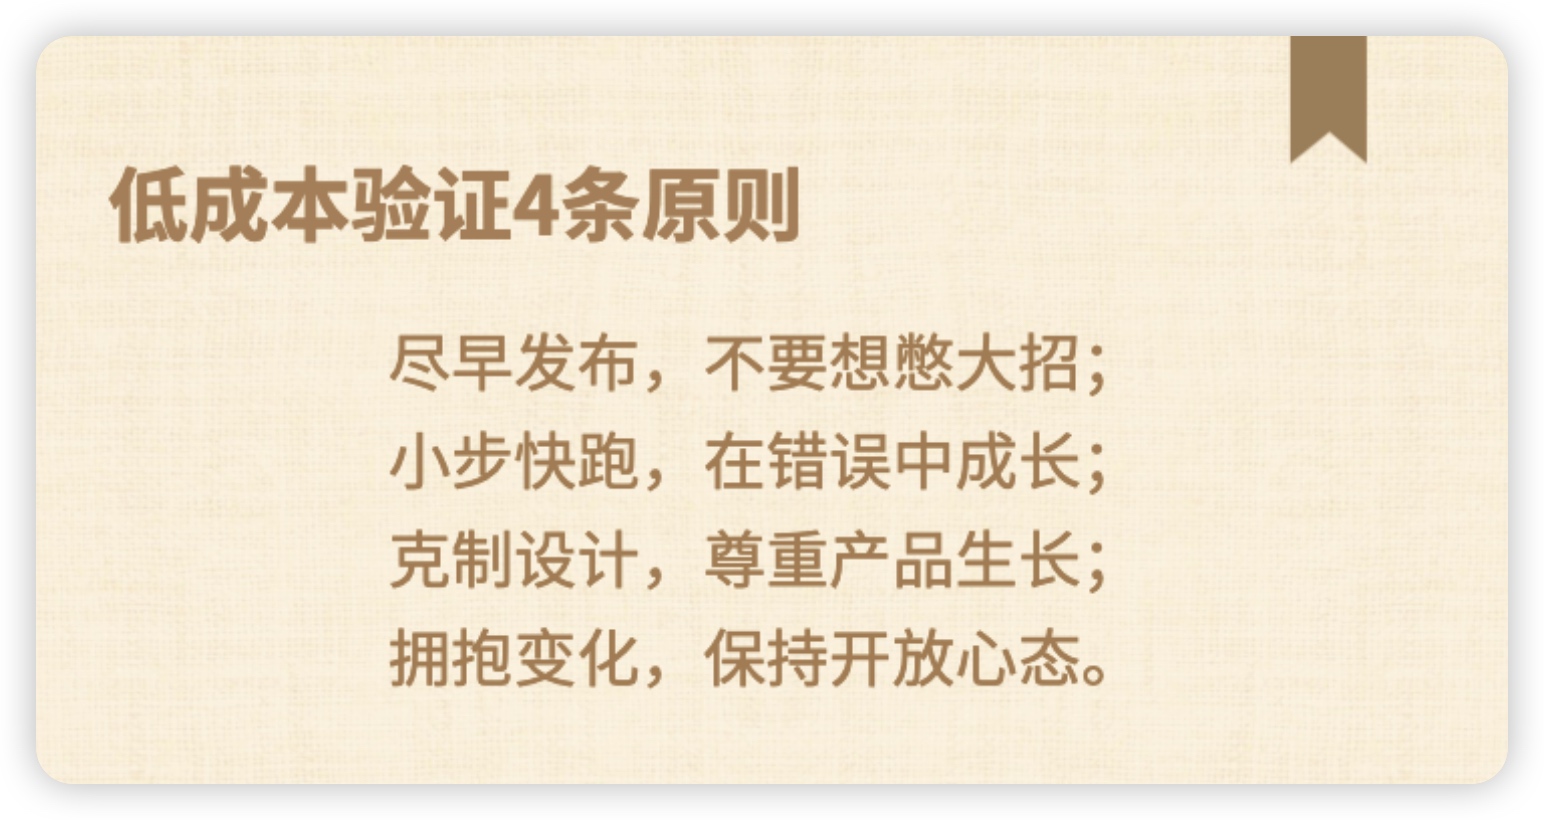 低成本验证4条原则
尽早发布，不要想憋大招；
小步快跑，在错误中成长；
克制设计，尊重产品生长；
拥抱变化，保持开放心态。